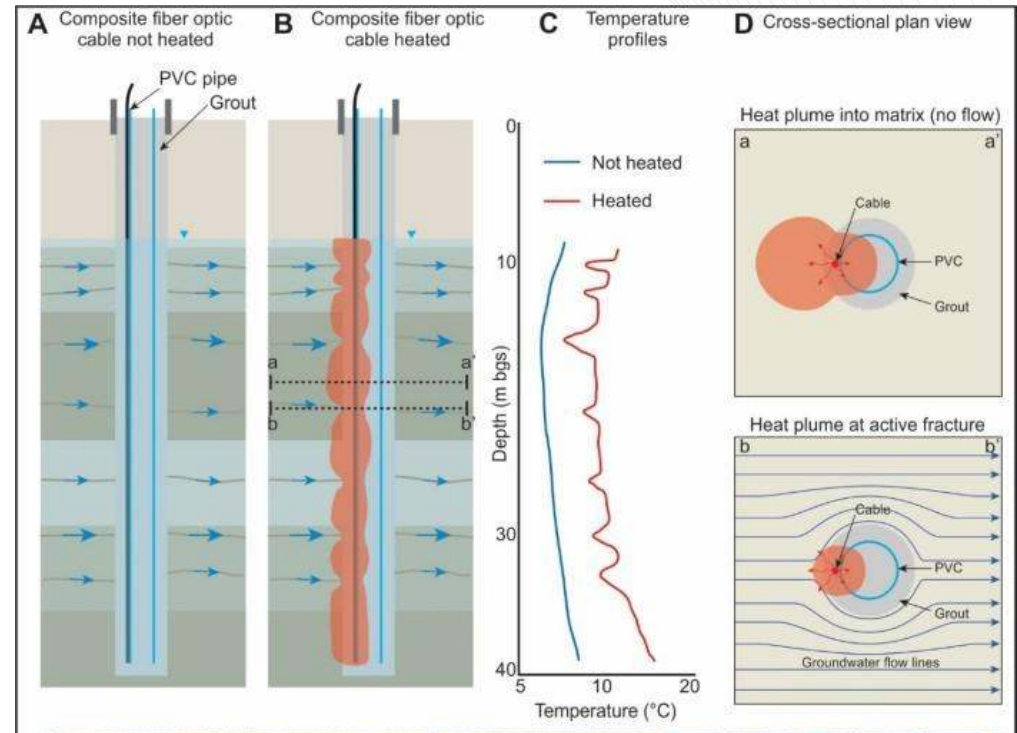 A Composite fiber optic
cable not heated
PVC pipe
Grout
B Composite fiber optic
cable heated
a a'
b b'
C Temperature
profiles
0
Not heated
Heated
10
30
40
Depth (m bgs)
5 10 20
Temperature (°C)
D Cross-sectional plan view
Heat plume into matrix (no flow)
a a'
Cable
PVC
Grout
Heat plume at active fracture
b b'
Cable
PVC
Grout
Groundwater flow lines